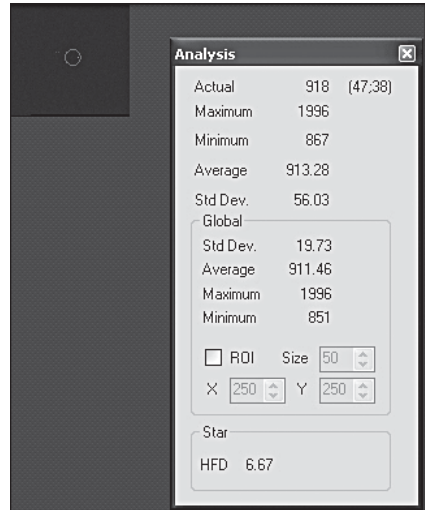 Analysis
Actual 918 (47;38)
Maximum 1996
Minimum 867
Average 913.28
Std Dev. 56.03
Global
Std Dev. 19.73
Average 911.46
Maximum 1996
Minimum 851
ROI Size 50
X 250 Y 250
Star
HFD 6.67